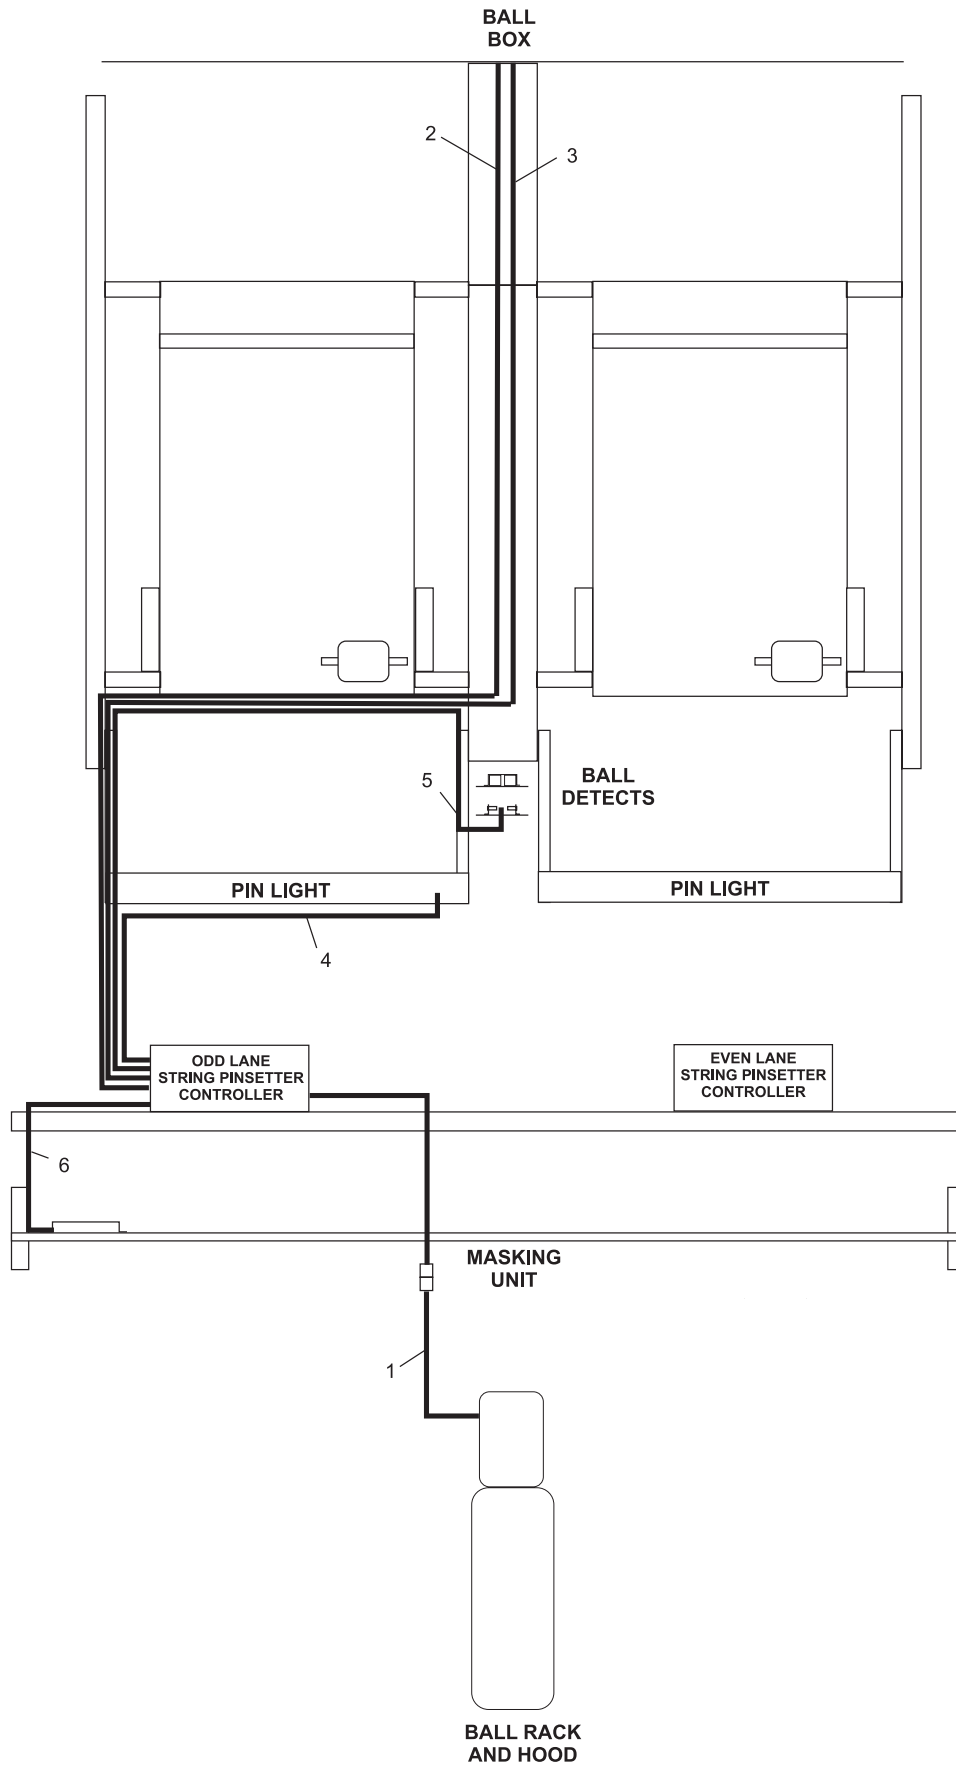 BALL
BOX
2
3
5
BALL
DETECTS
PIN LIGHT
PIN LIGHT
4
ODD LANE
STRING PINSETTER
CONTROLLER
EVEN LANE
STRING PINSETTER
CONTROLLER
6
MASKING
UNIT
1
BALL RACK
AND HOOD